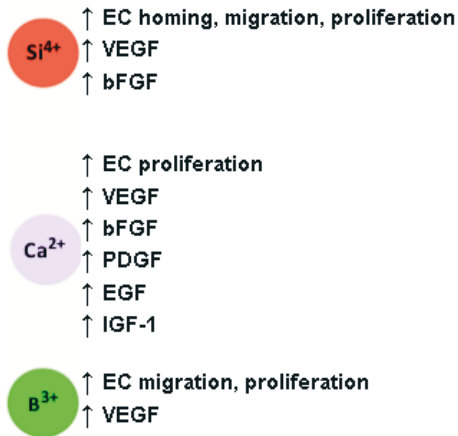 ↑ EC homing, migration, proliferation
Si⁴⁺ ↑ VEGF
↑ bFGF
↑ EC proliferation
↑ VEGF
↑ bFGF
Ca²⁺ ↑ PDGF
↑ EGF
↑ IGF-1
↑ EC migration, proliferation
B³⁺ ↑ VEGF